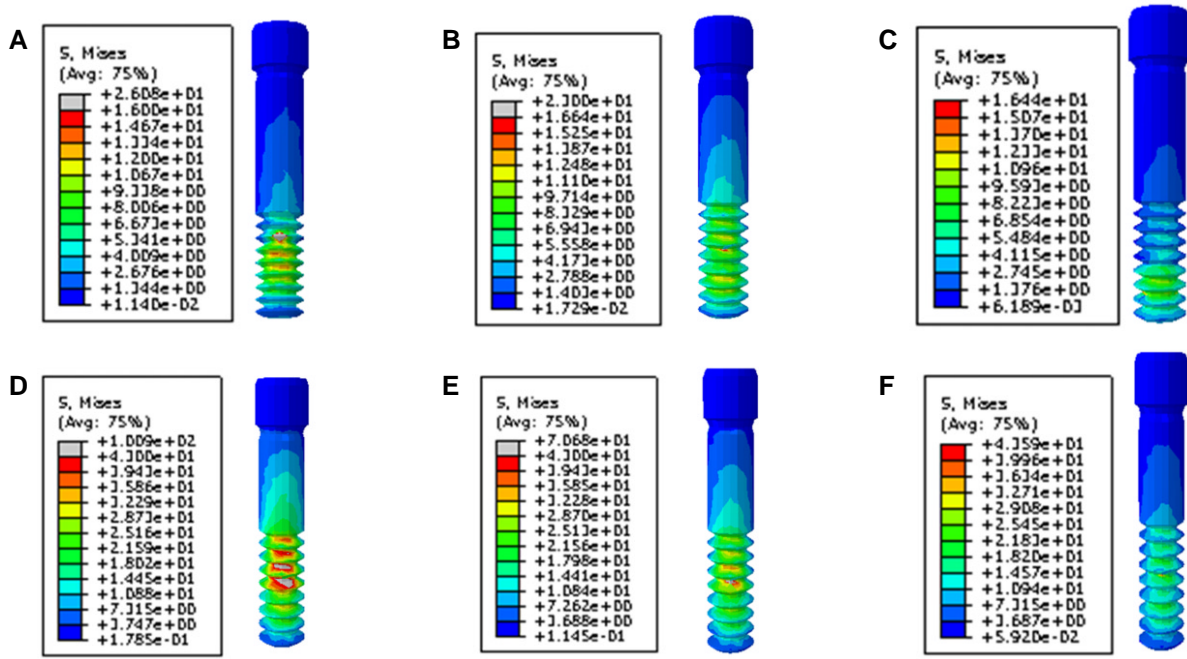 A
S, Mises
(Avg: 75%)
+2.608e+01
+1.600e+01
+1.467e+01
+1.334e+01
+1.200e+01
+1.067e+01
+9.338e+00
+8.006e+00
+6.673e+00
+5.341e+00
+4.009e+00
+2.676e+00
+1.344e+00
+1.140e-02
B
S, Mises
(Avg: 75%)
+2.300e+01
+1.664e+01
+1.525e+01
+1.387e+01
+1.248e+01
+1.110e+01
+9.714e+00
+8.329e+00
+6.943e+00
+5.558e+00
+4.173e+00
+2.788e+00
+1.403e+00
+1.729e-02
C
S, Mises
(Avg: 75%)
+1.644e+01
+1.507e+01
+1.370e+01
+1.233e+01
+1.096e+01
+9.593e+00
+8.223e+00
+6.854e+00
+5.484e+00
+4.115e+00
+2.745e+00
+1.376e+00
+6.189e-03
D
S, Mises
(Avg: 75%)
+1.009e+02
+4.300e+01
+3.943e+01
+3.586e+01
+3.229e+01
+2.873e+01
+2.516e+01
+2.159e+01
+1.802e+01
+1.445e+01
+1.088e+01
+7.315e+00
+3.747e+00
+1.785e-01
E
S, Mises
(Avg: 75%)
+7.068e+01
+4.300e+01
+3.943e+01
+3.585e+01
+3.228e+01
+2.870e+01
+2.513e+01
+2.156e+01
+1.798e+01
+1.441e+01
+1.084e+01
+7.262e+00
+3.688e+00
+1.145e-01
F
S, Mises
(Avg: 75%)
+4.359e+01
+3.996e+01
+3.634e+01
+3.271e+01
+2.908e+01
+2.545e+01
+2.183e+01
+1.820e+01
+1.457e+01
+1.094e+01
+7.315e+00
+3.687e+00
+5.920e-02